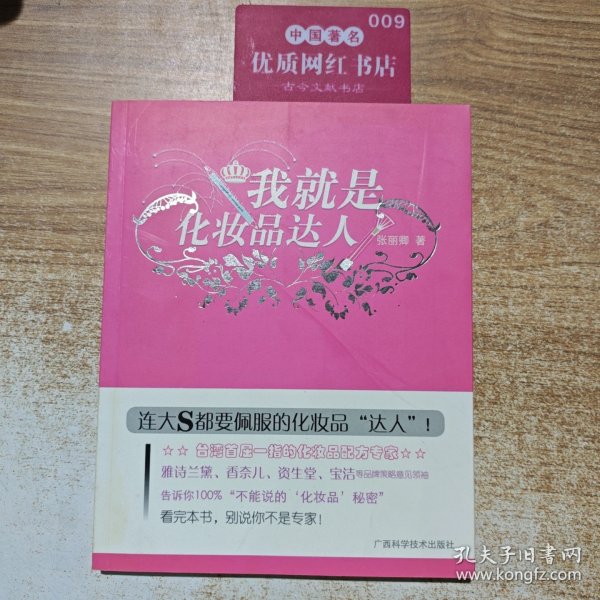 009
中国著名
优质网红书店
古今文献书店
我就是
化妆品达人
张丽卿 著
连大S都要佩服的化妆品“达人”！
☆☆ 台湾首屈一指的化妆品配方专家 ☆☆
雅诗兰黛、香奈儿、资生堂、宝洁等品牌策略意见领袖
告诉你100%“不能说的‘化妆品’秘密”
看完本书，别说你不是专家！
广西科学技术出版社
孔夫子旧书网
www.kongfz.com